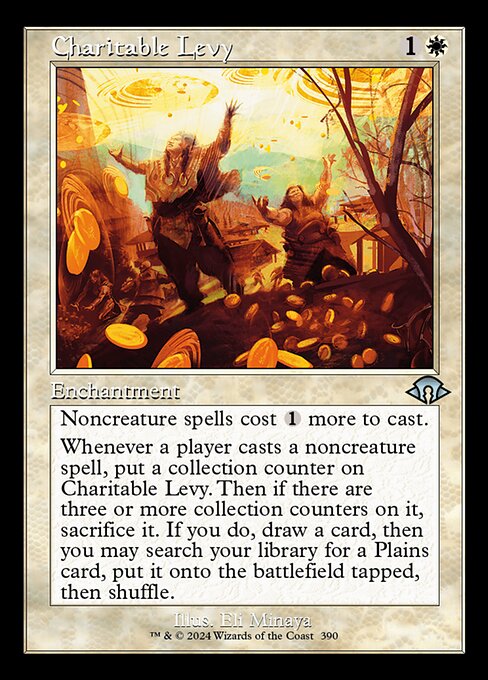 Charitable Levy 1
Enchantment
Noncreature spells cost 1 more to cast.
Whenever a player casts a noncreature
spell, put a collection counter on
Charitable Levy. Then if there are
three or more collection counters on it,
sacrifice it. If you do, draw a card, then
you may search your library for a Plains
card, put it onto the battlefield tapped,
then shuffle.
Illus. Eli Minaya
™ & © 2024 Wizards of the Coast 390